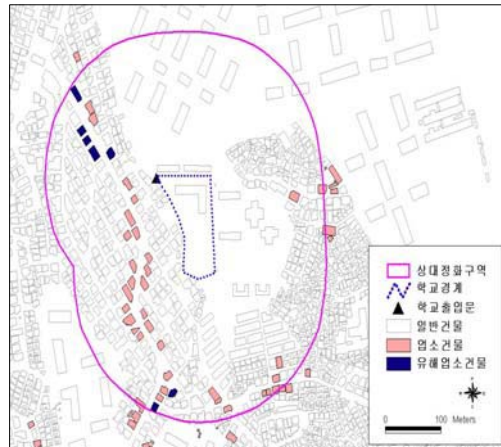 상대정화구역
학교경계
학교출입문
일반건물
업소건물
유해업소건물
0 100 Meters